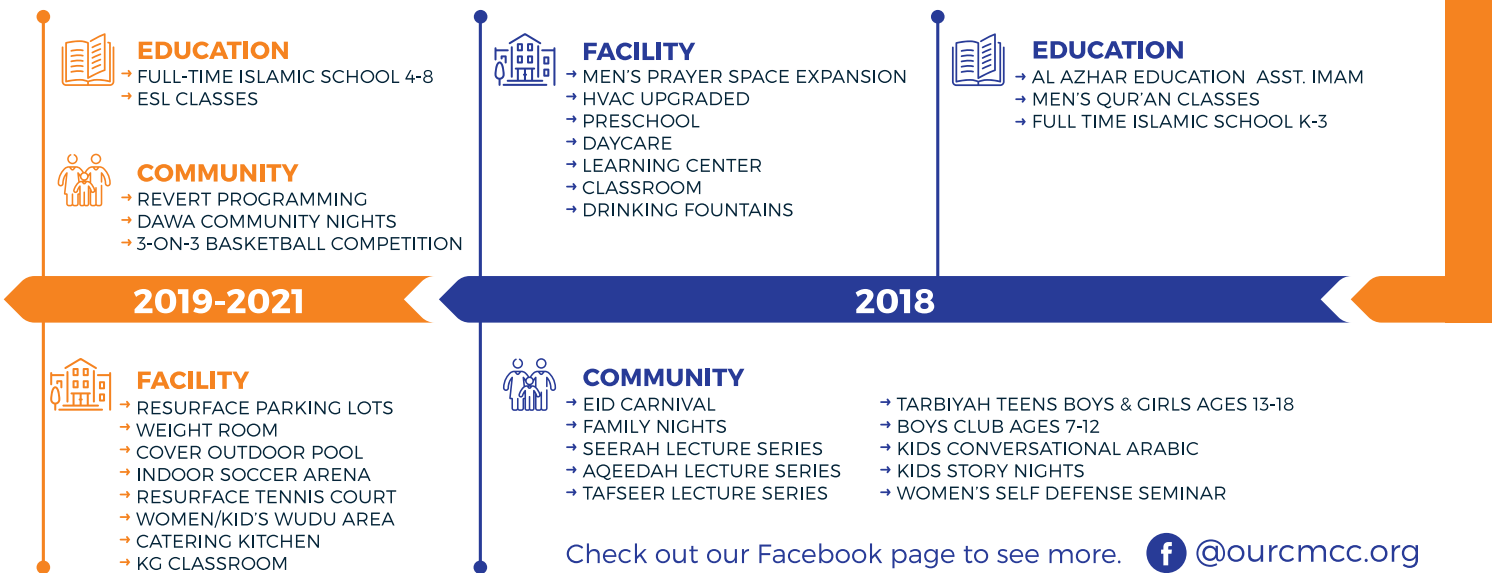 EDUCATION
→ FULL-TIME ISLAMIC SCHOOL 4-8
→ ESL CLASSES
COMMUNITY
→ REVERT PROGRAMMING
→ DAWA COMMUNITY NIGHTS
→ 3-ON-3 BASKETBALL COMPETITION
FACILITY
→ MEN'S PRAYER SPACE EXPANSION
→ HVAC UPGRADED
→ PRESCHOOL
→ DAYCARE
→ LEARNING CENTER
→ CLASSROOM
→ DRINKING FOUNTAINS
EDUCATION
→ AL AZHAR EDUCATION ASST. IMAM
→ MEN'S QUR'AN CLASSES
→ FULL TIME ISLAMIC SCHOOL K-3
2019-2021
2018
FACILITY
→ RESURFACE PARKING LOTS
→ WEIGHT ROOM
→ COVER OUTDOOR POOL
→ INDOOR SOCCER ARENA
→ RESURFACE TENNIS COURT
→ WOMEN/KID'S WUDU AREA
→ CATERING KITCHEN
→ KG CLASSROOM
COMMUNITY
→ EID CARNIVAL
→ FAMILY NIGHTS
→ SEERAH LECTURE SERIES
→ AQEEDAH LECTURE SERIES
→ TAFSEER LECTURE SERIES
→ TARBIYAH TEENS BOYS & GIRLS AGES 13-18
→ BOYS CLUB AGES 7-12
→ KIDS CONVERSATIONAL ARABIC
→ KIDS STORY NIGHTS
→ WOMEN'S SELF DEFENSE SEMINAR
Check out our Facebook page to see more. f @ourcmcc.org